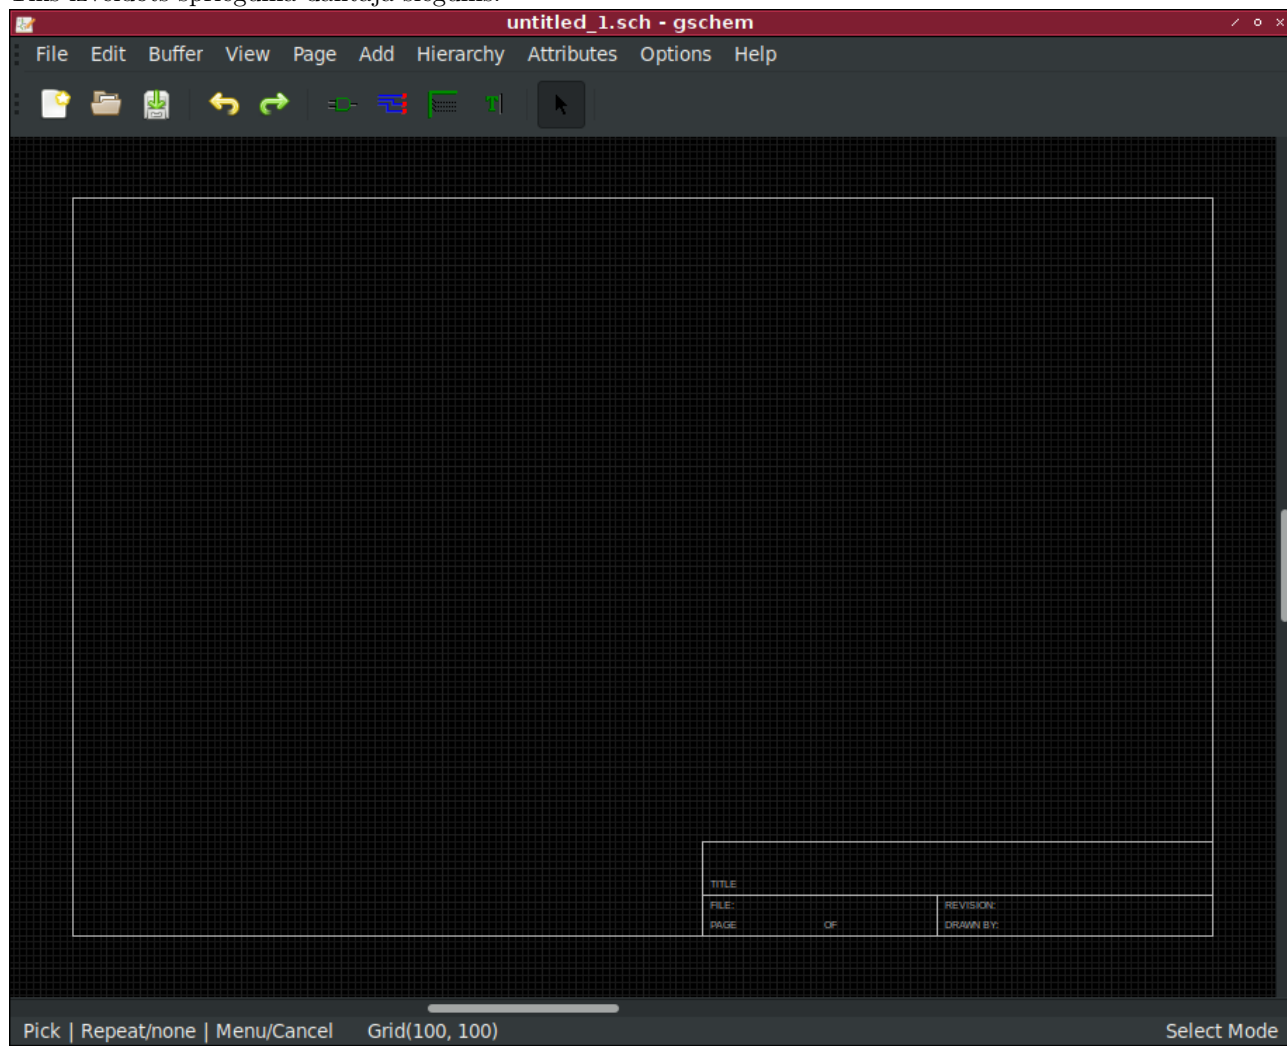 untitled_1.sch - gschem
File Edit Buffer View Page Add Hierarchy Attributes Options Help
T
TITLE
FILE: REVISION:
PAGE OF DRAWN BY:
Pick | Repeat/none | Menu/Cancel Grid(100, 100) Select Mode